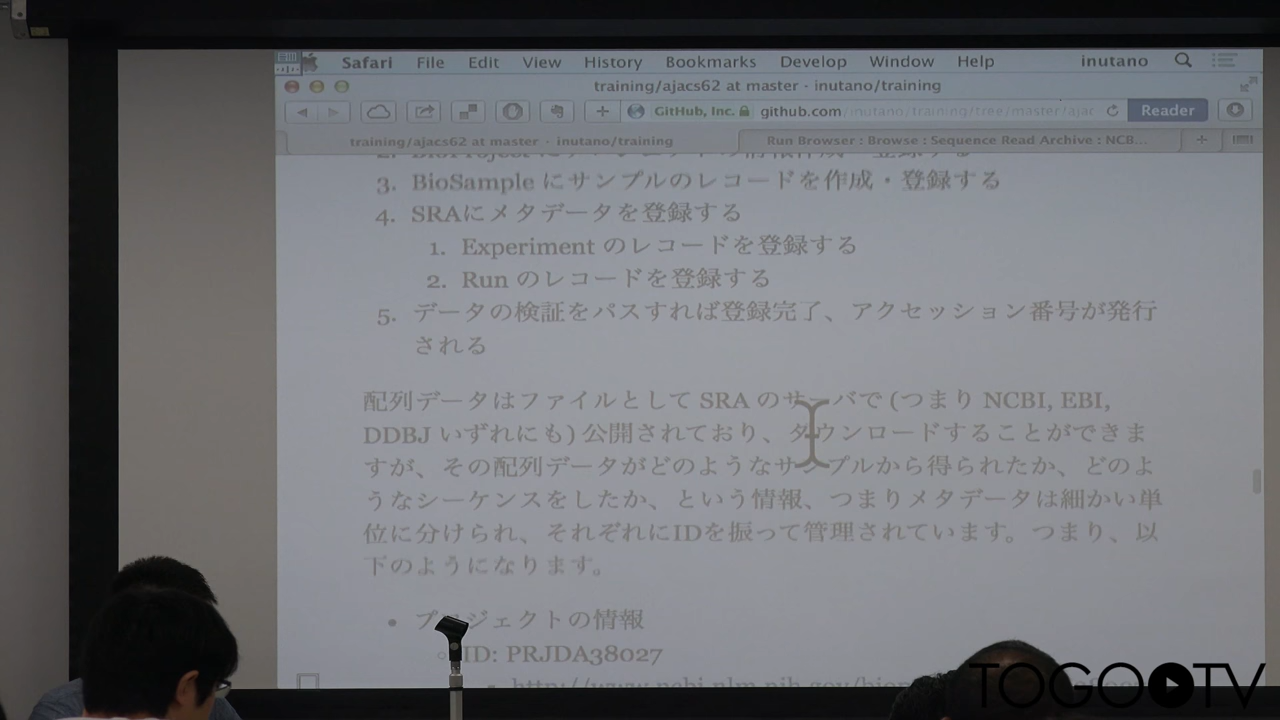 Safari File Edit View History Bookmarks Develop Window Help inutano
training/ajacs62 at master - inutano/training
GitHub, Inc. github.com/inutano/training/tree/master/ajac Reader
training/ajacs62 at master - inutano/training Run Browser : Browse : Sequence Read Archive : NCB...
3. BioSample にサンプルのレコードを作成・登録する
4. SRAにメタデータを登録する
1. Experiment のレコードを登録する
2. Run のレコードを登録する
5. データの検証をパスすれば登録完了、アクセッション番号が発行
される
配列データはファイルとして SRA のサーバで (つまり NCBI, EBI,
DDBJ いずれにも) 公開されており、ダウンロードすることができま
すが、その配列データがどのようなサンプルから得られたか、どのよ
うなシーケンスをしたか、という情報、つまりメタデータは細かい単
位に分けられ、それぞれにIDを振って管理されています。つまり、以
下のようになります。
• プロジェクトの情報
ID: PRJDA38027
TOGOTV